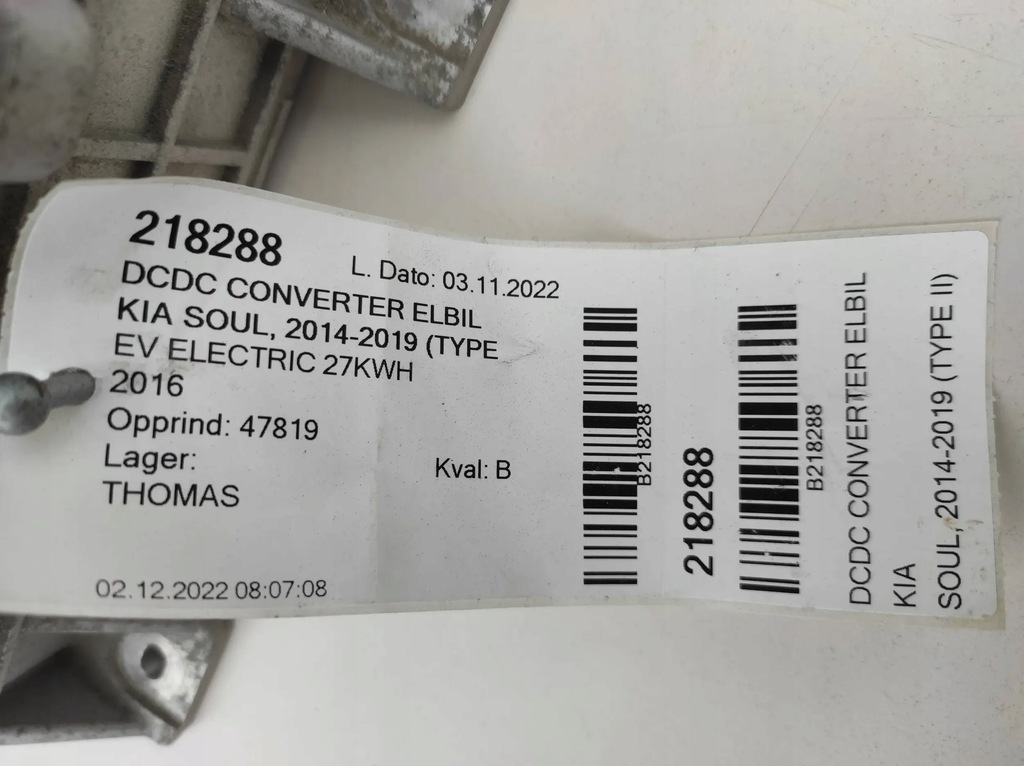 218288
L. Dato: 03.11.2022
DCDC CONVERTER ELBIL
KIA SOUL, 2014-2019 (TYPE
EV ELECTRIC 27KWH
2016
Opprind: 47819
Lager:
Kval: B
THOMAS
02.12.2022 08:07:08
B218288
218288
B218288
DCDC CONVERTER ELBIL
KIA
SOUL, 2014-2019 (TYPE II)